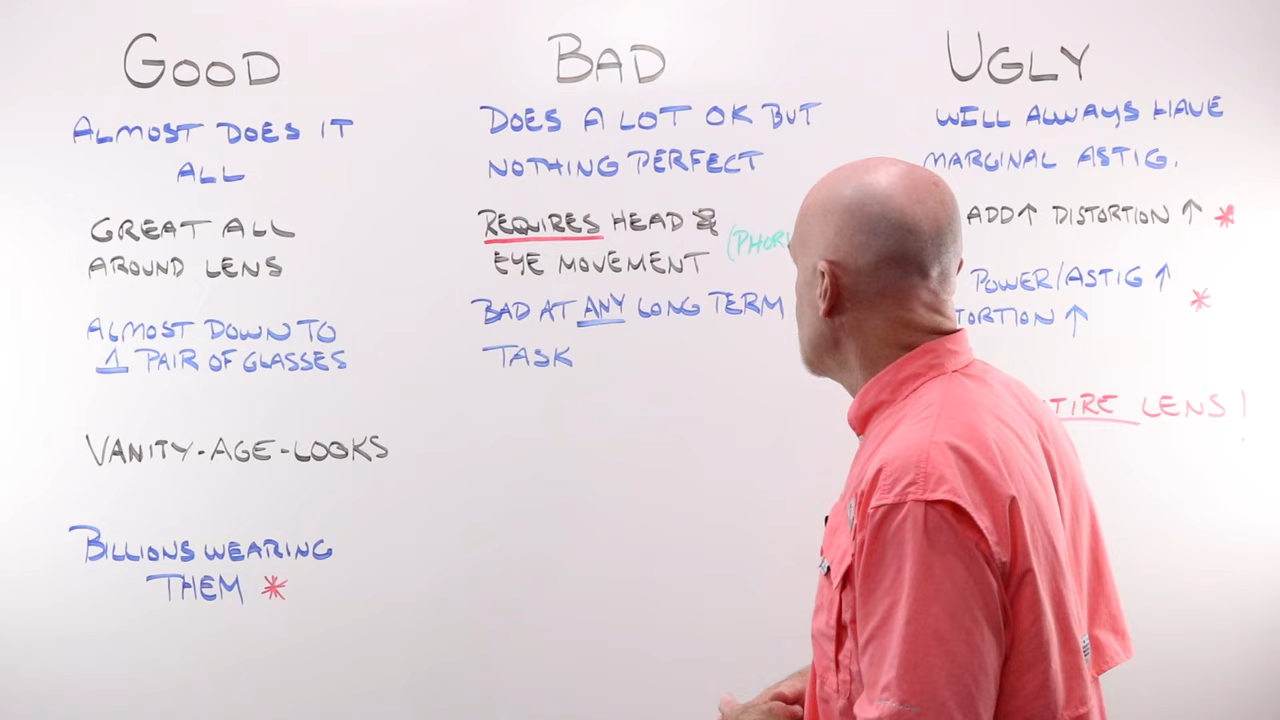 GOOD
ALMOST DOES IT
ALL
GREAT ALL
AROUND LENS
ALMOST DOWN TO
1 PAIR OF GLASSES
VANITY-AGE-LOOKS
BILLIONS WEARING
THEM *
BAD
DOES A LOT OK BUT
NOTHING PERFECT
REQUIRES HEAD &
EYE MOVEMENT
BAD AT ANY LONG TERM
TASK
UGLY
WILL ALWAYS HAVE
MARGINAL ASTIG.
ADD↑ DISTORTION ↑ *
POWER/ASTIG ↑ *
LENS!